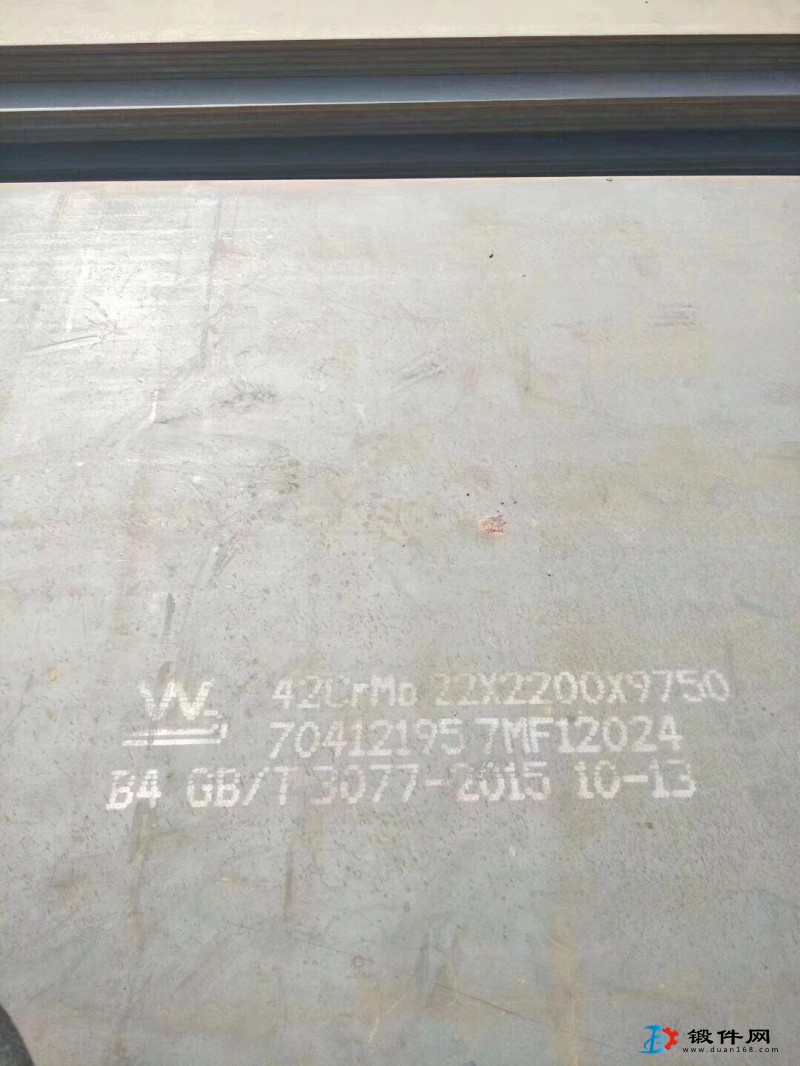 42CrMo 22X2200X9750
70412195 7MF12024
B4 GB/T 3077-2015 10-13
锻件网
www.duan168.com